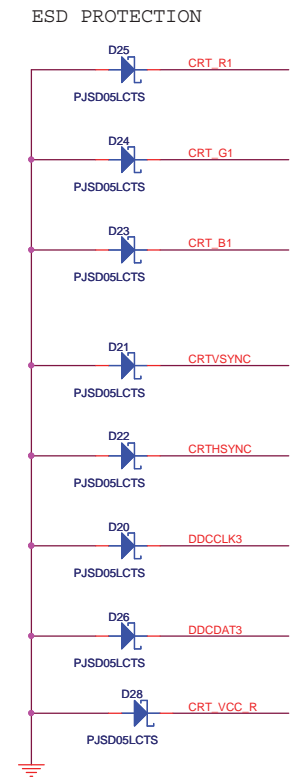 ESD PROTECTION
D25
CRT_R1
PJSD05LCTS
D24
CRT_G1
PJSD05LCTS
D23
CRT_B1
PJSD05LCTS
D21
CRTVSYNC
PJSD05LCTS
D22
CRTHSYNC
PJSD05LCTS
D20
DDCCLK3
PJSD05LCTS
D26
DDCDAT3
PJSD05LCTS
D28
CRT_VCC_R
PJSD05LCTS